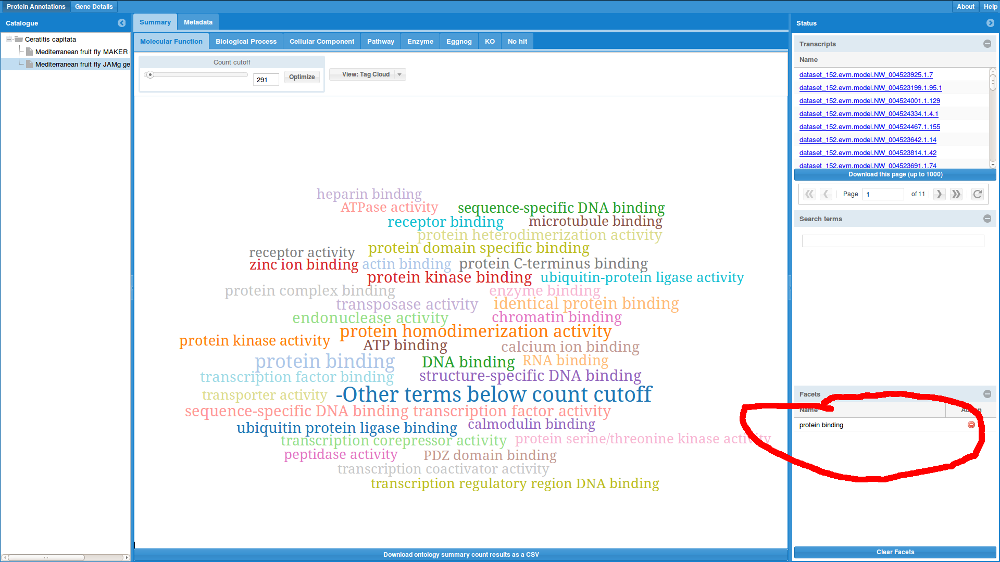 Protein Annotations Gene Details About Help
Catalogue
Ceratitis capitata
Mediterranean fruit fly MAKER
Mediterranean fruit fly JAMg ge
Summary Metadata
Molecular Function Biological Process Cellular Component Pathway Enzyme Eggnog KO No hit
Count cutoff
291 Optimize View: Tag Cloud
heparin binding
ATPase activity sequence-specific DNA binding
receptor binding microtubule binding
protein heterodimerization activity
receptor activity protein domain specific binding
zinc ion binding actin binding protein C-terminus binding
protein kinase binding ubiquitin-protein ligase activity
protein complex binding enzyme binding
transposase activity identical protein binding
endonuclease activity chromatin binding
protein homodimerization activity
protein kinase activity ATP binding calcium ion binding
protein binding DNA binding RNA binding
transcription factor binding structure-specific DNA binding
transporter activity -Other terms below count cutoff
sequence-specific DNA binding transcription factor activity
ubiquitin protein ligase binding calmodulin binding
transcription corepressor activity protein serine/threonine kinase activity
peptidase activity PDZ domain binding
transcription coactivator activity
transcription regulatory region DNA binding
Download ontology summary count results as a CSV
Status
Transcripts
Name
dataset_152.evm.model.NW_004523925.1.7
dataset_152.evm.model.NW_004523199.1.95.1
dataset_152.evm.model.NW_004524001.1.129
dataset_152.evm.model.NW_004524334.1.4.1
dataset_152.evm.model.NW_004524467.1.155
dataset_152.evm.model.NW_004523642.1.14
dataset_152.evm.model.NW_004523814.1.42
dataset_152.evm.model.NW_004523691.1.74
Download this page (up to 1000)
Page 1 of 11
Search terms
Facets
Name
protein binding
Clear Facets